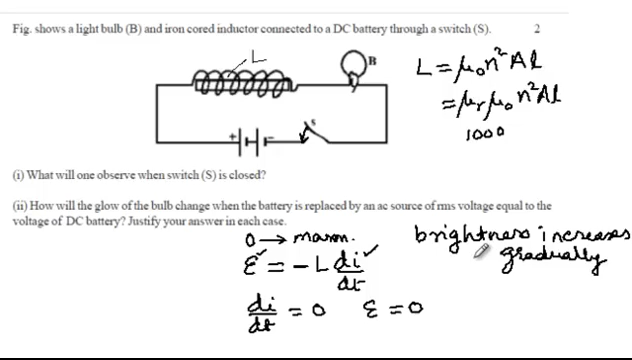 Fig. shows a light bulb (B) and iron cored inductor connected to a DC battery through a switch (S). 2
L
B
L = μ₀n²Al
= μᵣμ₀n²Al
1000
+
s
(i) What will one observe when switch (S) is closed?
(ii) How will the glow of the bulb change when the battery is replaced by an ac source of rms voltage equal to the
voltage of DC battery? Justify your answer in each case.
0 → maxm.
brightness increases
gradually
ε = -L di/dt
di/dt = 0 ε = 0